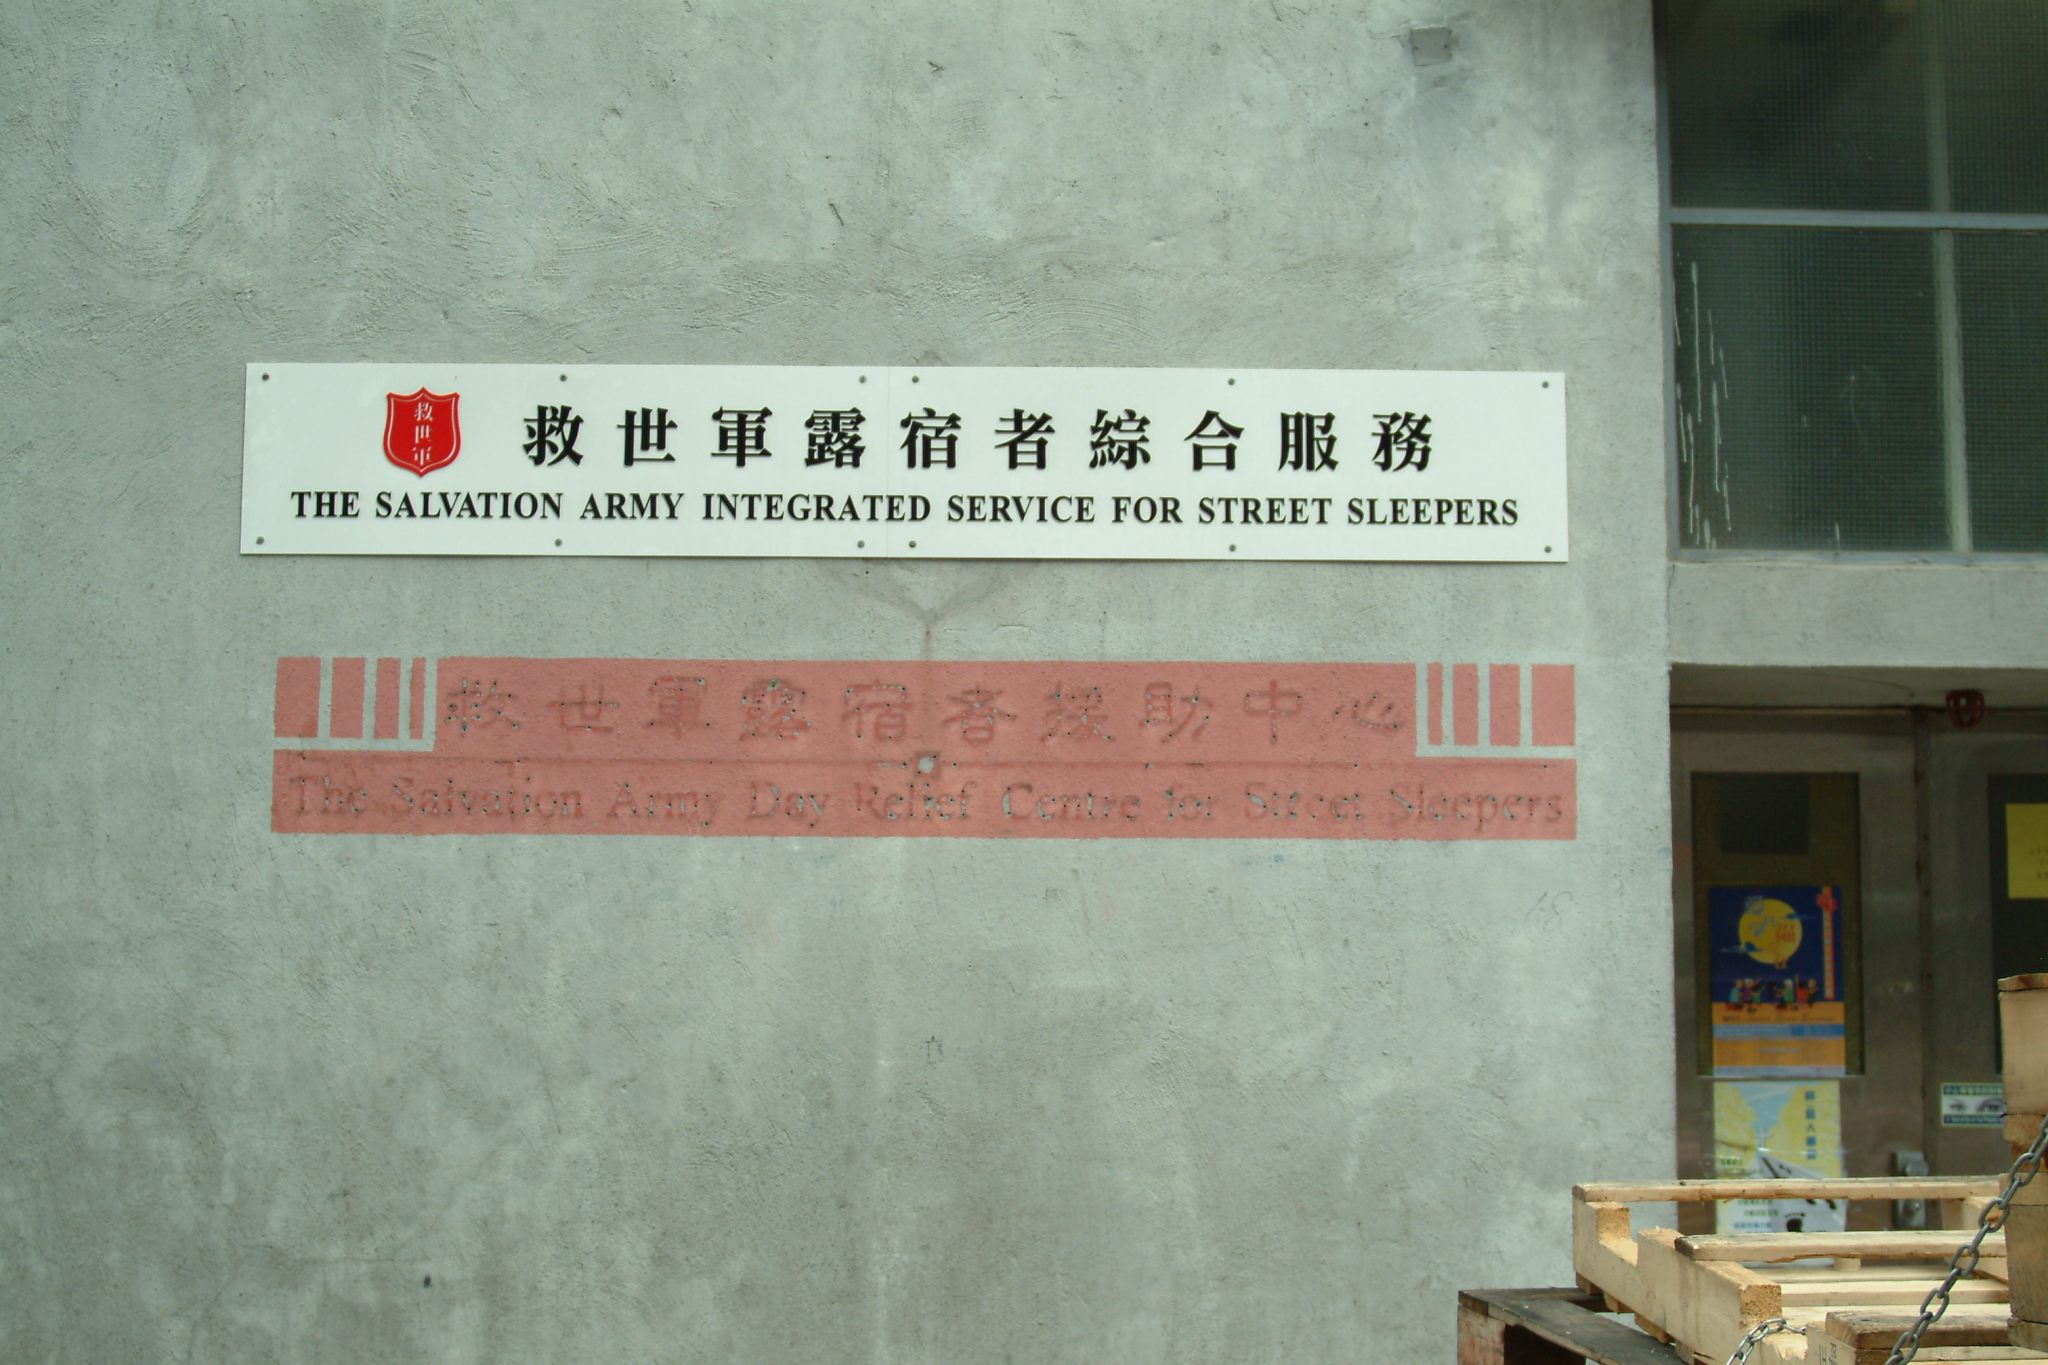 救世軍
救世軍露宿者綜合服務
THE SALVATION ARMY INTEGRATED SERVICE FOR STREET SLEEPERS
救世軍露宿者援助中心
The Salvation Army Day Relief Centre for Street Sleepers